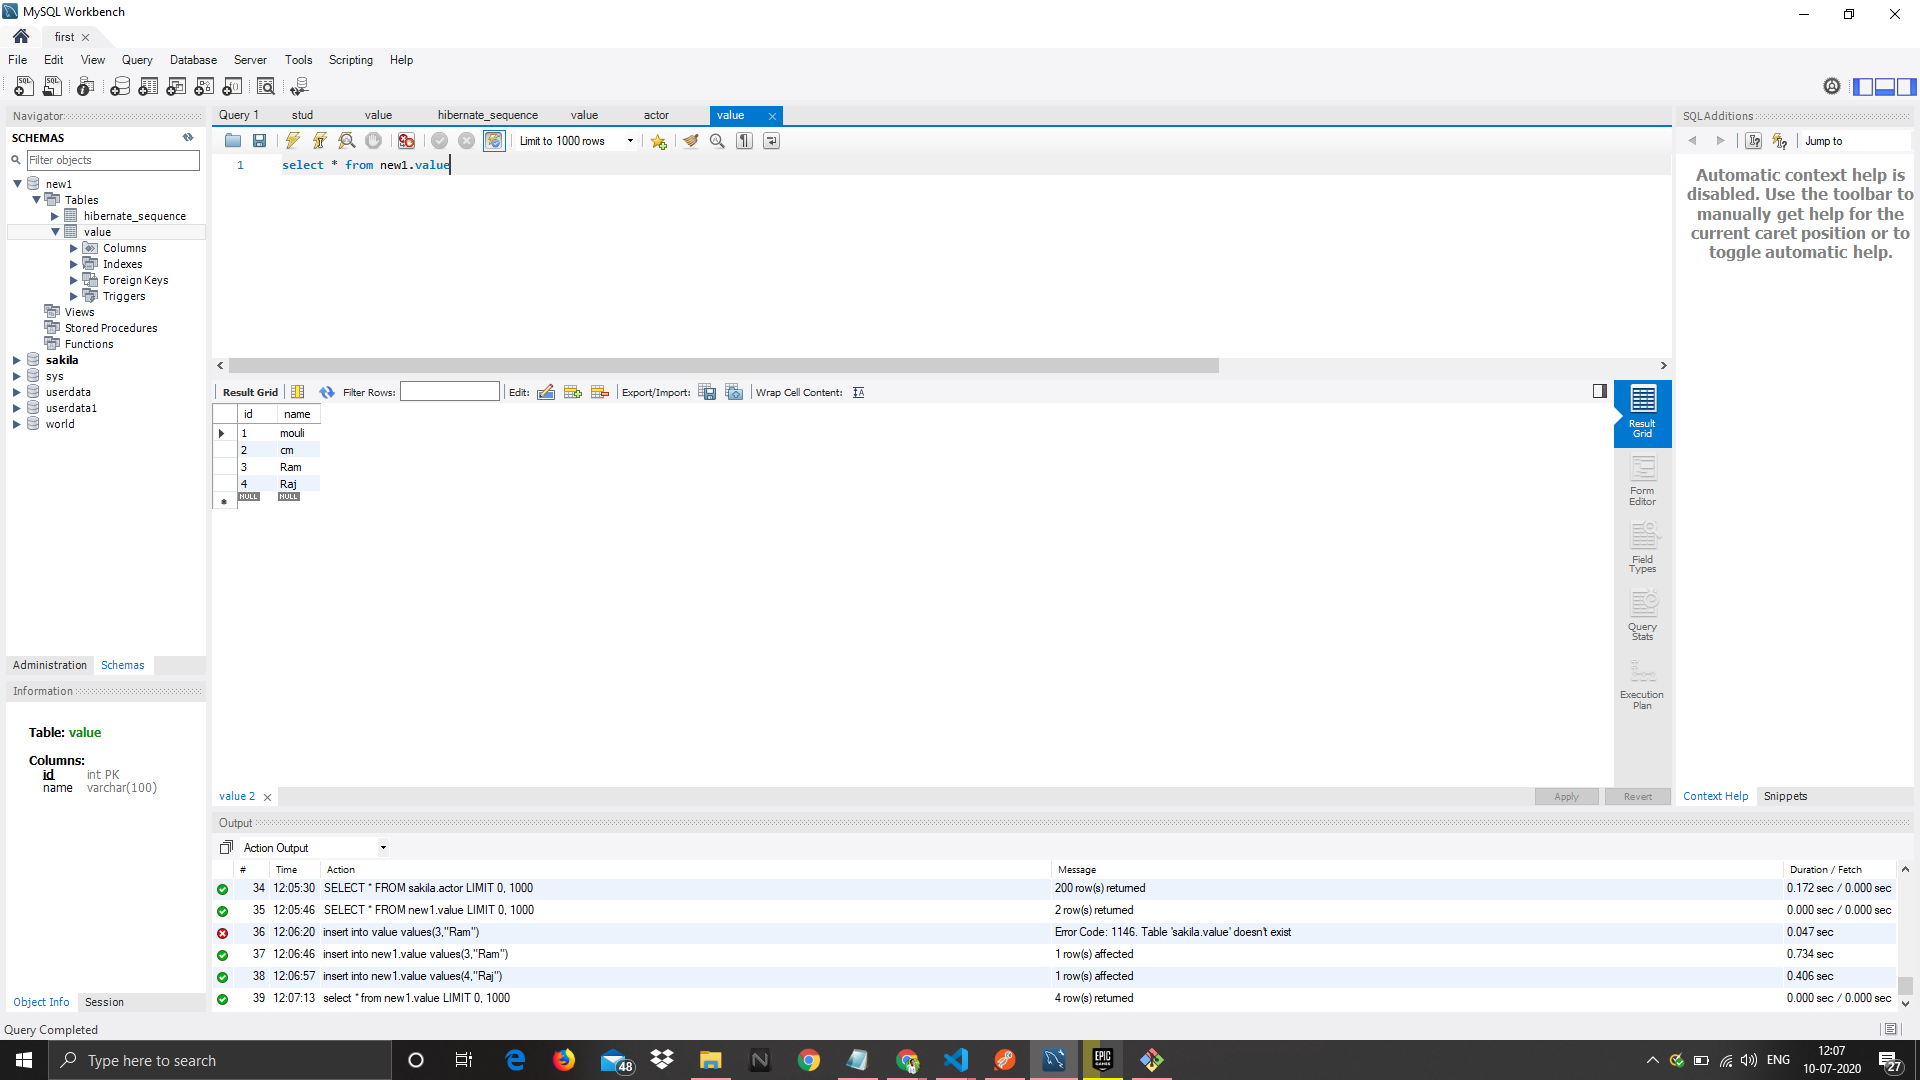 MySQL Workbench
first
File Edit View Query Database Server Tools Scripting Help
Navigator
SCHEMAS
Filter objects
new1
Tables
hibernate_sequence
value
Columns
Indexes
Foreign Keys
Triggers
Views
Stored Procedures
Functions
sakila
sys
userdata
userdata1
world
Administration Schemas
Information
Table: value
Columns:
id int PK
name varchar(100)
Object Info Session
Query 1 stud value hibernate_sequence value actor value
Limit to 1000 rows
1 select * from new1.value
Result Grid Filter Rows: Edit: Export/Import: Wrap Cell Content:
id name
1 mouli
2 cm
3 Ram
4 Raj
NULL NULL
Result Grid
Form Editor
Field Types
Query Stats
Execution Plan
value 2 Apply Revert
SQLAdditions
Jump to
Automatic context help is
disabled. Use the toolbar to
manually get help for the
current caret position or to
toggle automatic help.
Context Help Snippets
Output
Action Output
# Time Action Message Duration / Fetch
34 12:05:30 SELECT * FROM sakila.actor LIMIT 0, 1000 200 row(s) returned 0.172 sec / 0.000 sec
35 12:05:46 SELECT * FROM new1.value LIMIT 0, 1000 2 row(s) returned 0.000 sec / 0.000 sec
36 12:06:20 insert into value values(3,"Ram") Error Code: 1146. Table 'sakila.value' doesn't exist 0.047 sec
37 12:06:46 insert into new1.value values(3,"Ram") 1 row(s) affected 0.734 sec
38 12:06:57 insert into new1.value values(4,"Raj") 1 row(s) affected 0.406 sec
39 12:07:13 select * from new1.value LIMIT 0, 1000 4 row(s) returned 0.000 sec / 0.000 sec
Query Completed
Type here to search
48
EPIC GAMES
ENG
12:07
10-07-2020
27